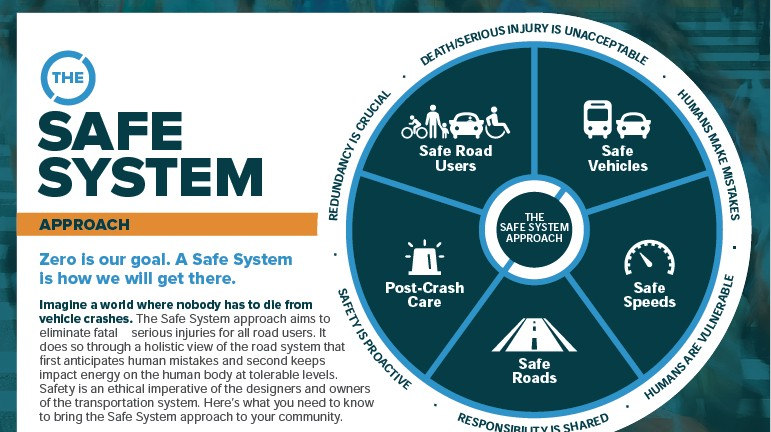 THE
SAFE
SYSTEM
APPROACH
Zero is our goal. A Safe System
is how we will get there.
Imagine a world where nobody has to die from
vehicle crashes. The Safe System approach aims to
eliminate fatal serious injuries for all road users. It
does so through a holistic view of the road system that
first anticipates human mistakes and second keeps
impact energy on the human body at tolerable levels.
Safety is an ethical imperative of the designers and owners
of the transportation system. Here's what you need to know
to bring the Safe System approach to your community.
DEATH/SERIOUS INJURY IS UNACCEPTABLE
HUMANS MAKE MISTAKES
HUMANS ARE VULNERABLE
RESPONSIBILITY IS SHARED
SAFETY IS PROACTIVE
REDUNDANCY IS CRUCIAL
Safe Road
Users
Safe
Vehicles
Safe
Speeds
Safe
Roads
Post-Crash
Care
THE
SAFE SYSTEM
APPROACH